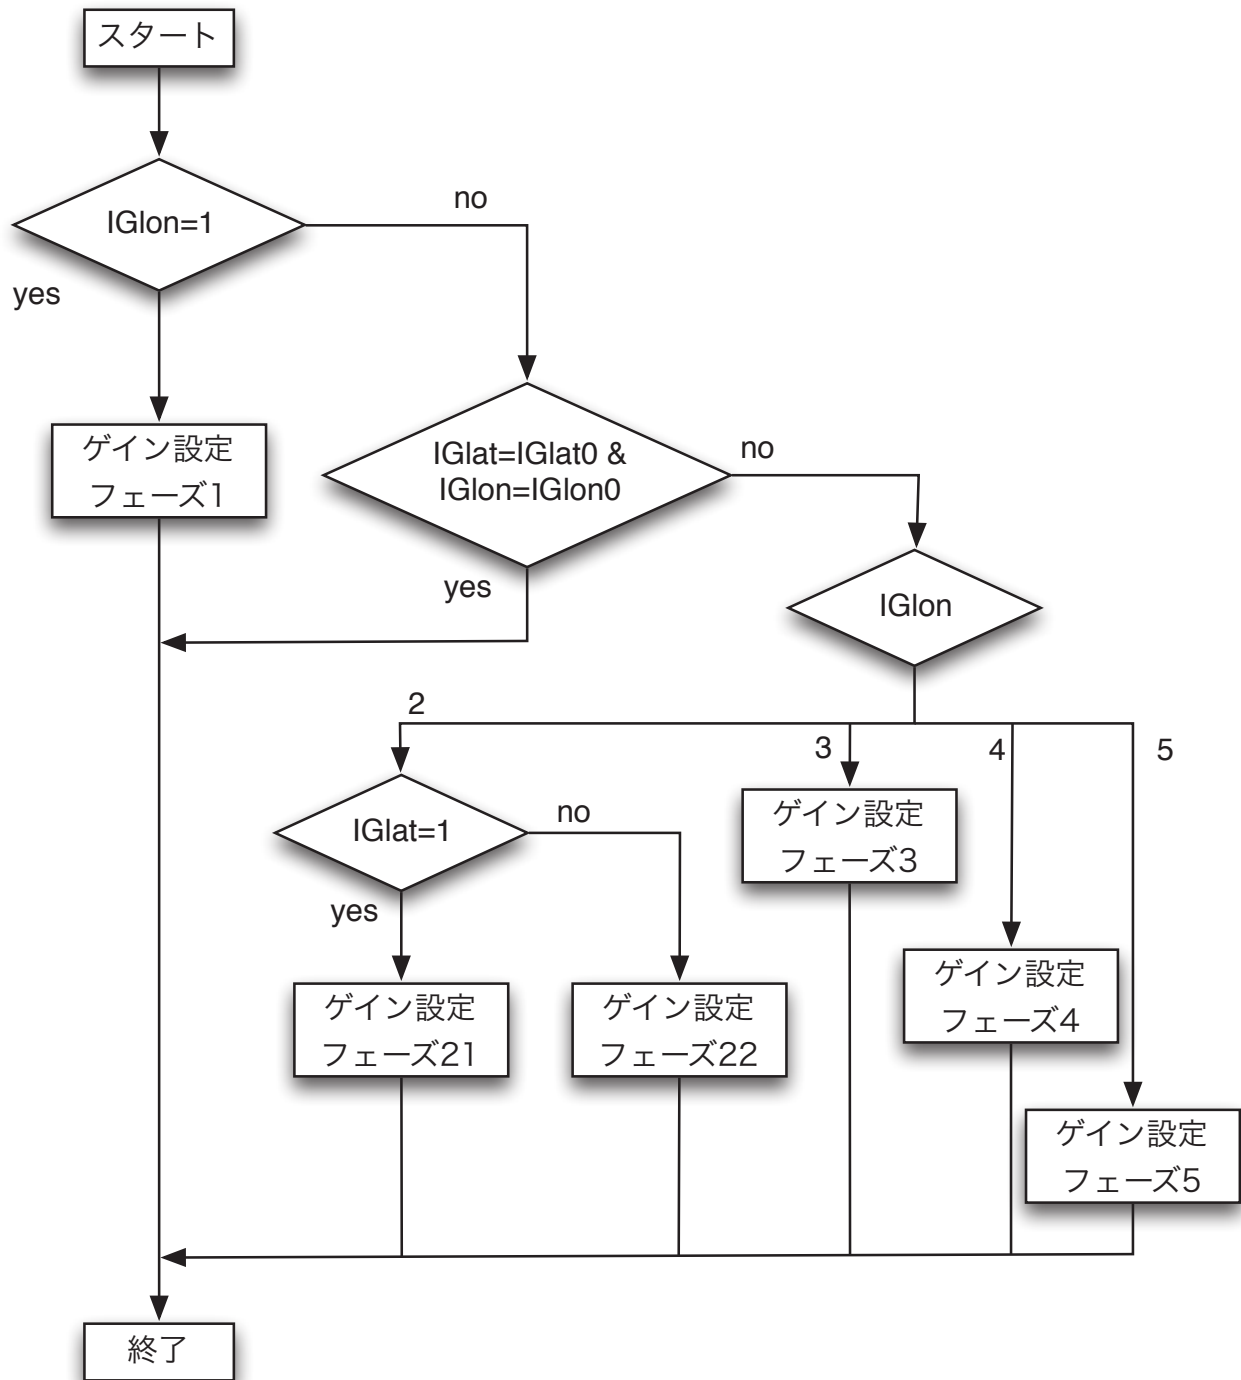 スタート
IGlon=1
no
yes
ゲイン設定
フェーズ1
IGlat=IGlat0 &
IGlon=IGlon0
no
yes
IGlon
2
3
4
5
IGlat=1
no
yes
ゲイン設定
フェーズ3
ゲイン設定
フェーズ4
ゲイン設定
フェーズ21
ゲイン設定
フェーズ22
ゲイン設定
フェーズ5
終了